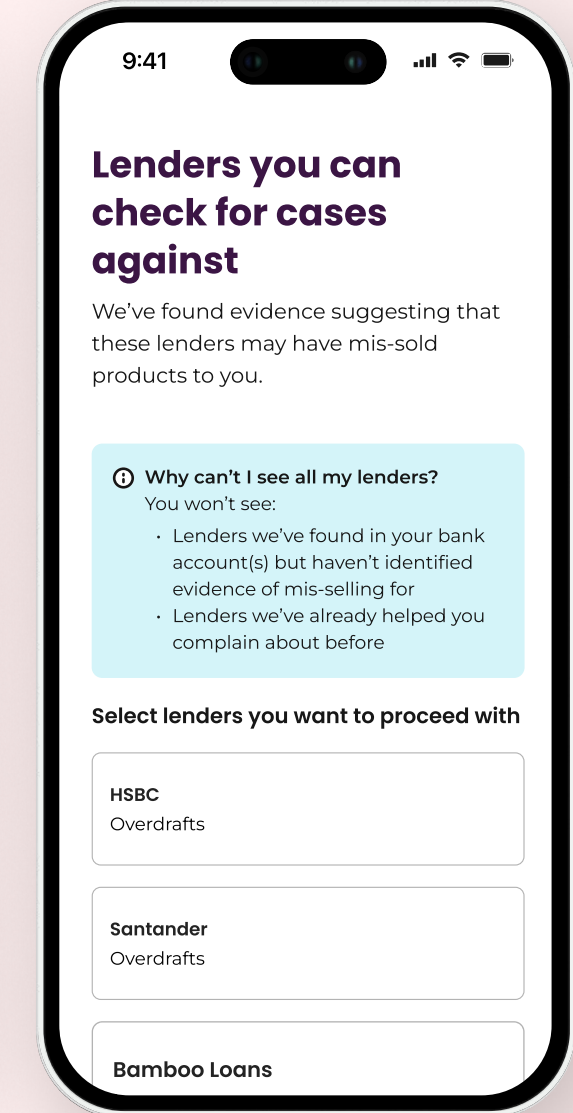 9:41
Lenders you can
check for cases
against
We’ve found evidence suggesting that
these lenders may have mis-sold
products to you.
Why can’t I see all my lenders?
You won’t see:
• Lenders we’ve found in your bank
account(s) but haven’t identified
evidence of mis-selling for
• Lenders we’ve already helped you
complain about before
Select lenders you want to proceed with
HSBC
Overdrafts
Santander
Overdrafts
Bamboo Loans